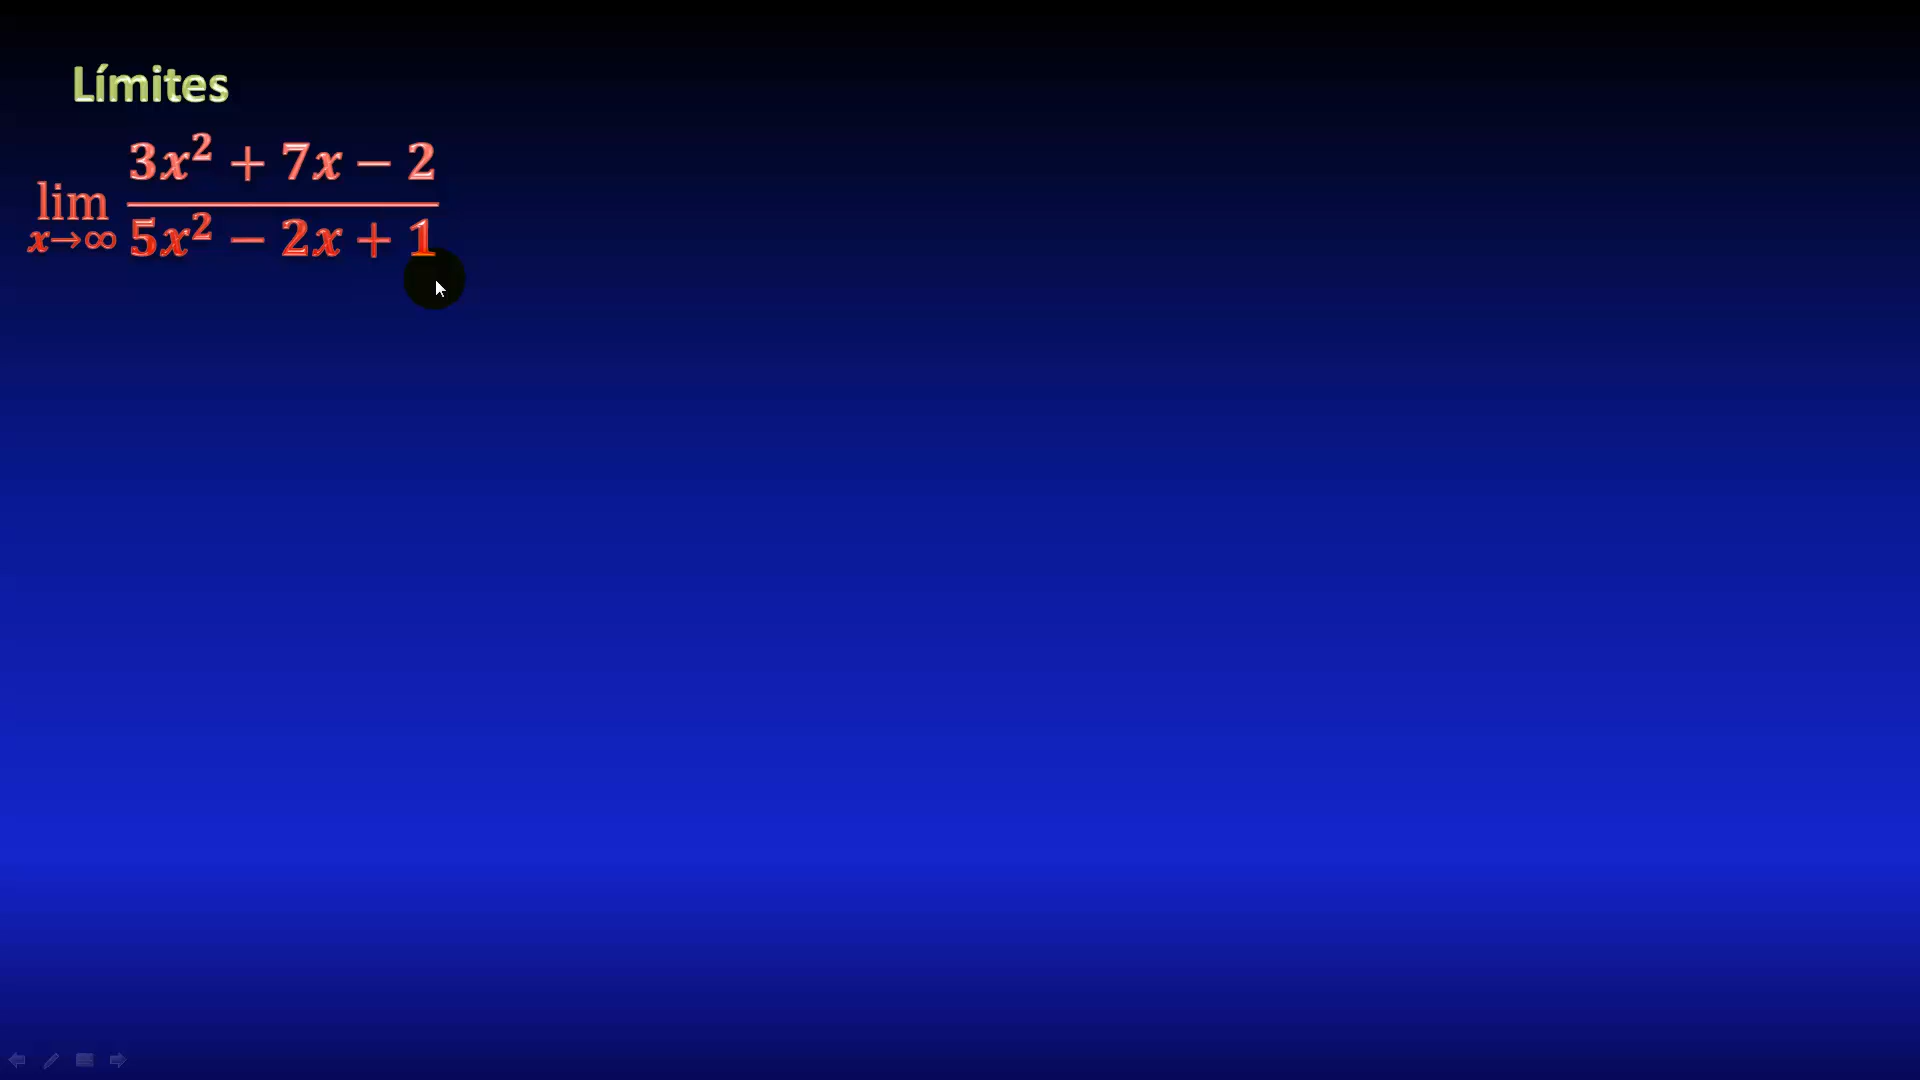 Límites
lim x→∞ (3x² + 7x − 2) / (5x² − 2x + 1)